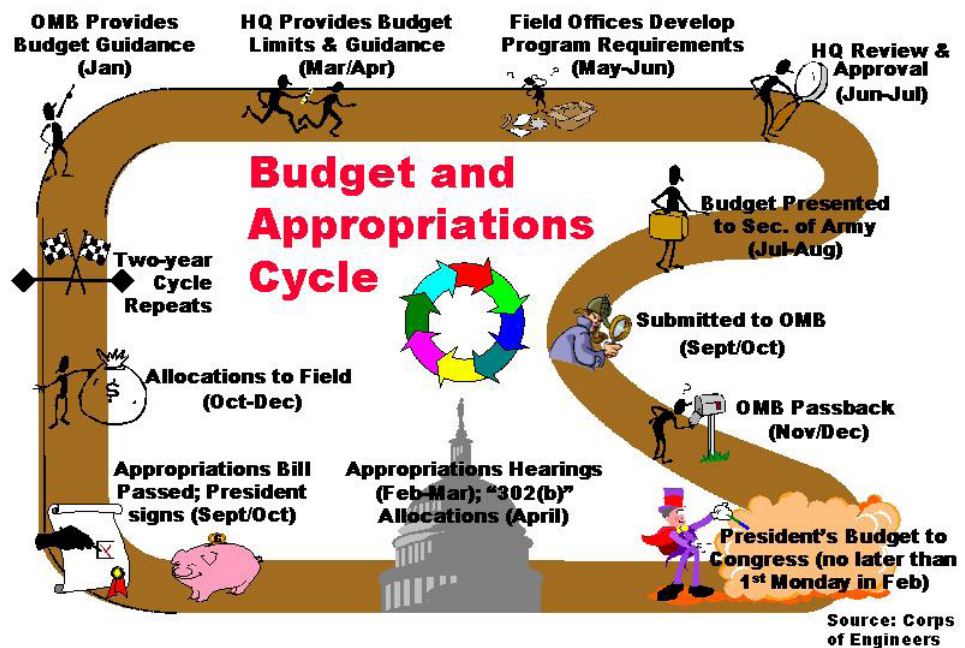 OMB Provides
Budget Guidance
(Jan)
HQ Provides Budget
Limits & Guidance
(Mar/Apr)
Field Offices Develop
Program Requirements
(May-Jun)
HQ Review &
Approval
(Jun-Jul)
Budget and
Appropriations
Cycle
Budget Presented
to Sec. of Army
(Jul-Aug)
Submitted to OMB
(Sept/Oct)
OMB Passback
(Nov/Dec)
President's Budget to
Congress (no later than
1st Monday in Feb)
Appropriations Hearings
(Feb-Mar); "302(b)"
Allocations (April)
Appropriations Bill
Passed; President
signs (Sept/Oct)
Allocations to Field
(Oct-Dec)
$
Two-year
Cycle
Repeats
Source: Corps
of Engineers